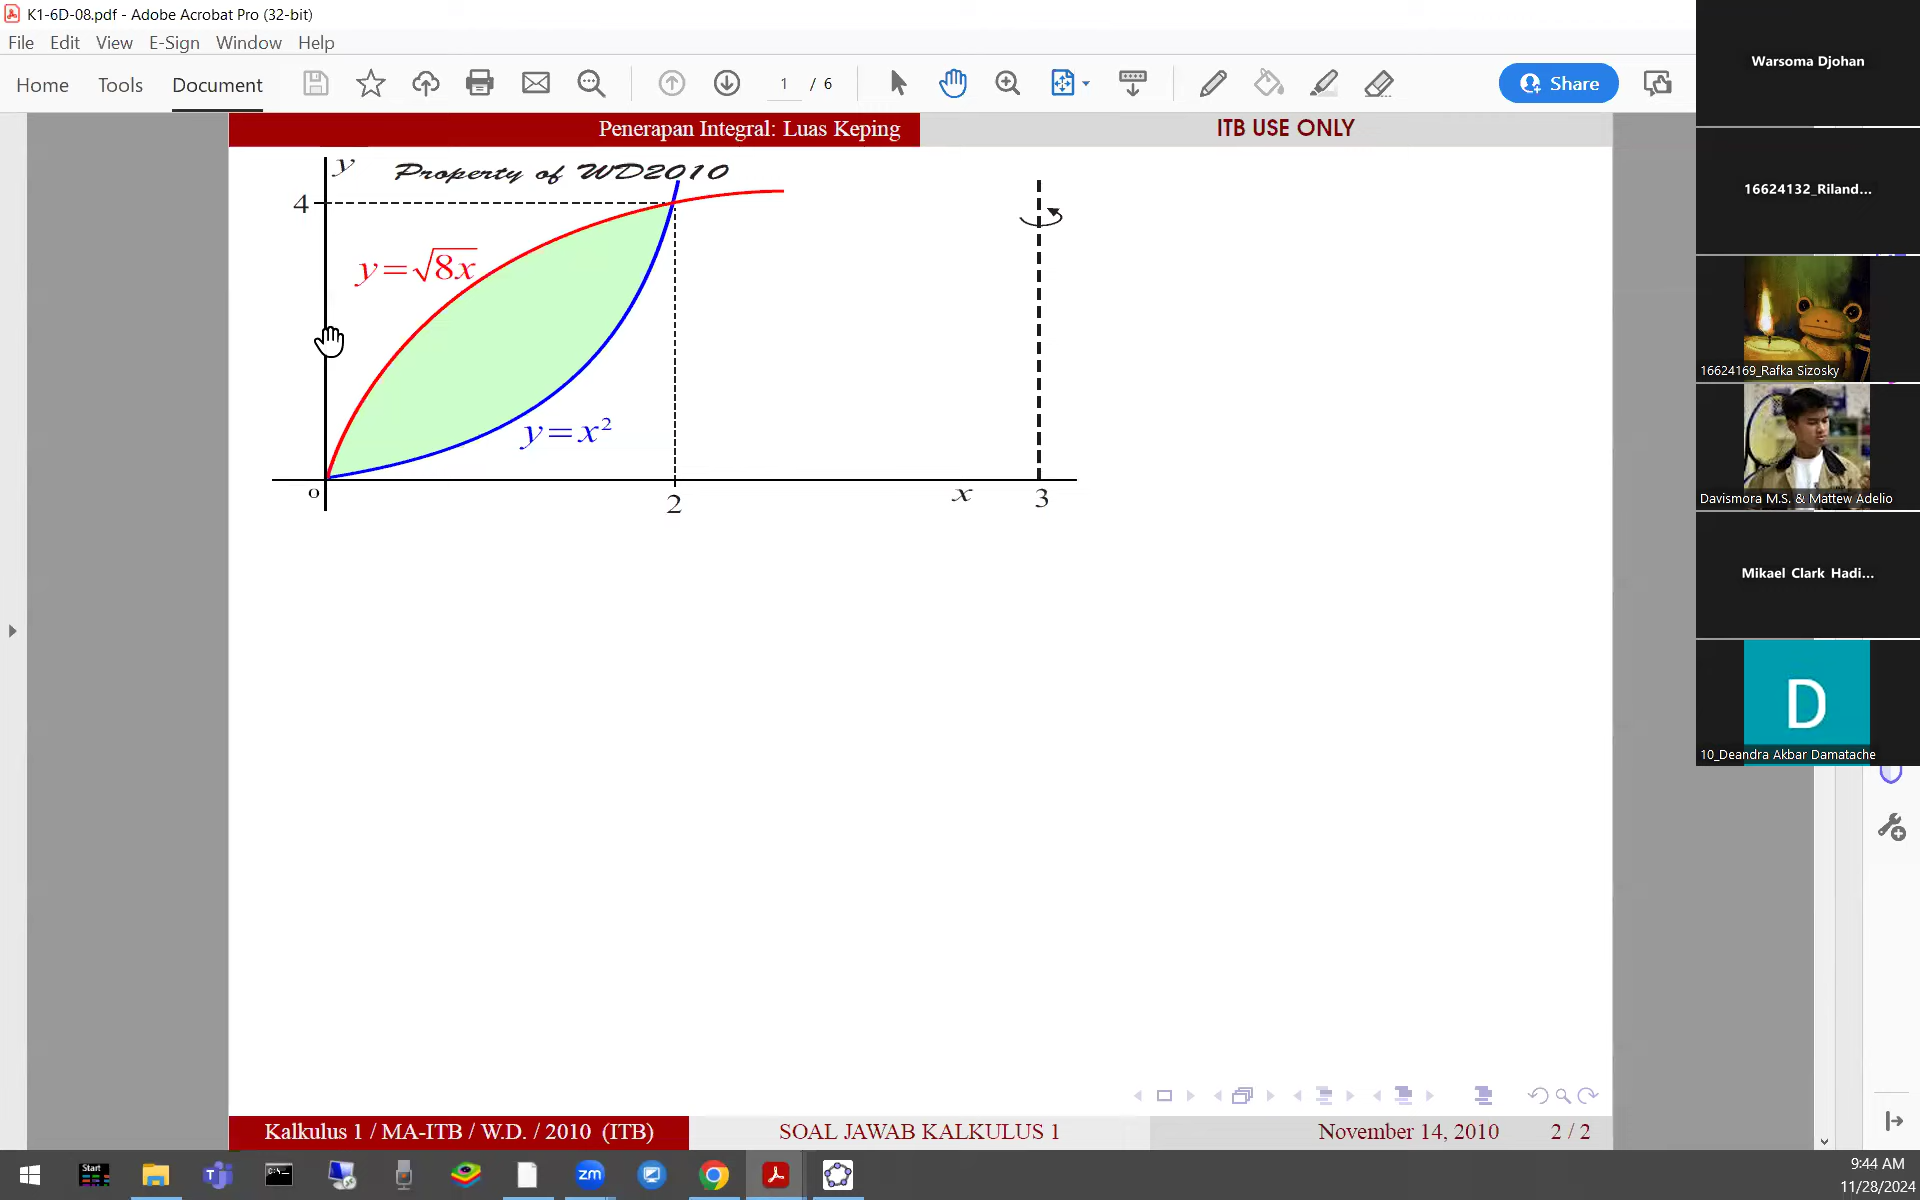 K1-6D-08.pdf - Adobe Acrobat Pro (32-bit)
File Edit View E-Sign Window Help
Home Tools Document 1 / 6 Share
Penerapan Integral: Luas Keping ITB USE ONLY
y Property of WD2010
4
y=√8x
y=x²
o 2 x 3
Kalkulus 1 / MA-ITB / W.D. / 2010 (ITB) SOAL JAWAB KALKULUS 1 November 14, 2010 2 / 2
Warsoma Djohan
16624132_Riland...
16624169_Rafka Sizosky
Davismora M.S. & Mattew Adelio
Mikael Clark Hadi...
D
10_Deandra Akbar Damatache
Start
zm
9:44 AM
11/28/2024